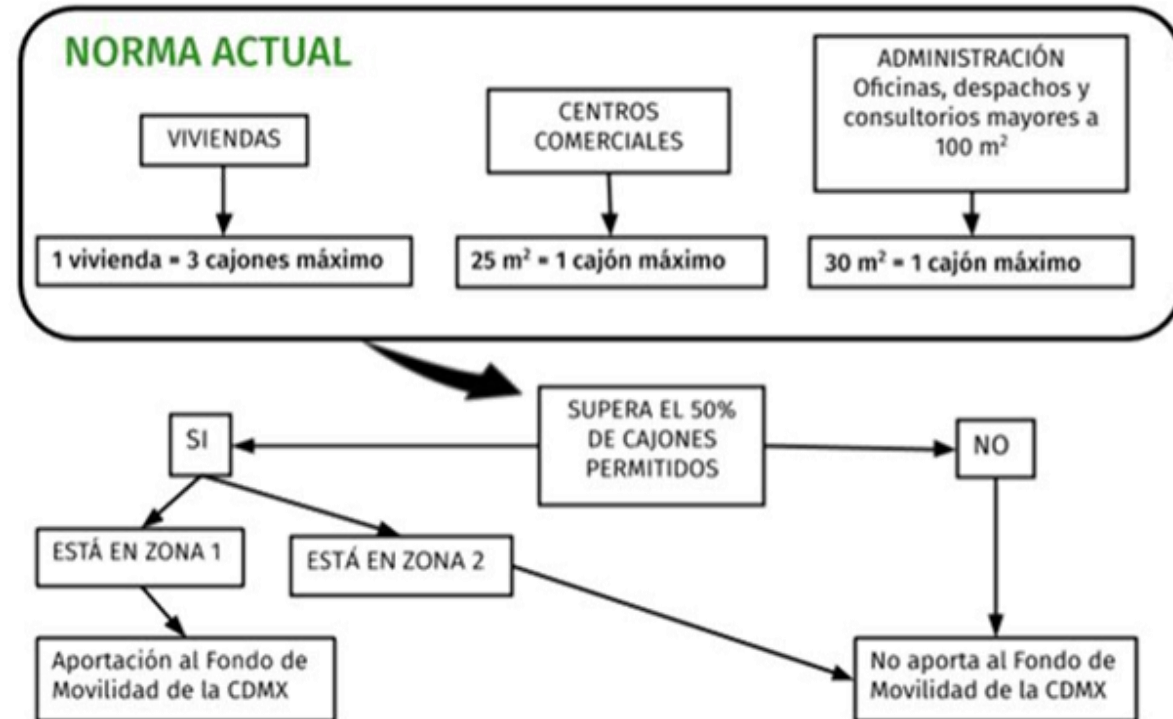 NORMA ACTUAL
VIVIENDAS
1 vivienda = 3 cajones máximo
CENTROS
COMERCIALES
25 m² = 1 cajón máximo
ADMINISTRACIÓN
Oficinas, despachos y
consultorios mayores a
100 m²
30 m² = 1 cajón máximo
SUPERA EL 50%
DE CAJONES
PERMITIDOS
SI
NO
ESTÁ EN ZONA 1
ESTÁ EN ZONA 2
Aportación al Fondo de
Movilidad de la CDMX
No aporta al Fondo de
Movilidad de la CDMX